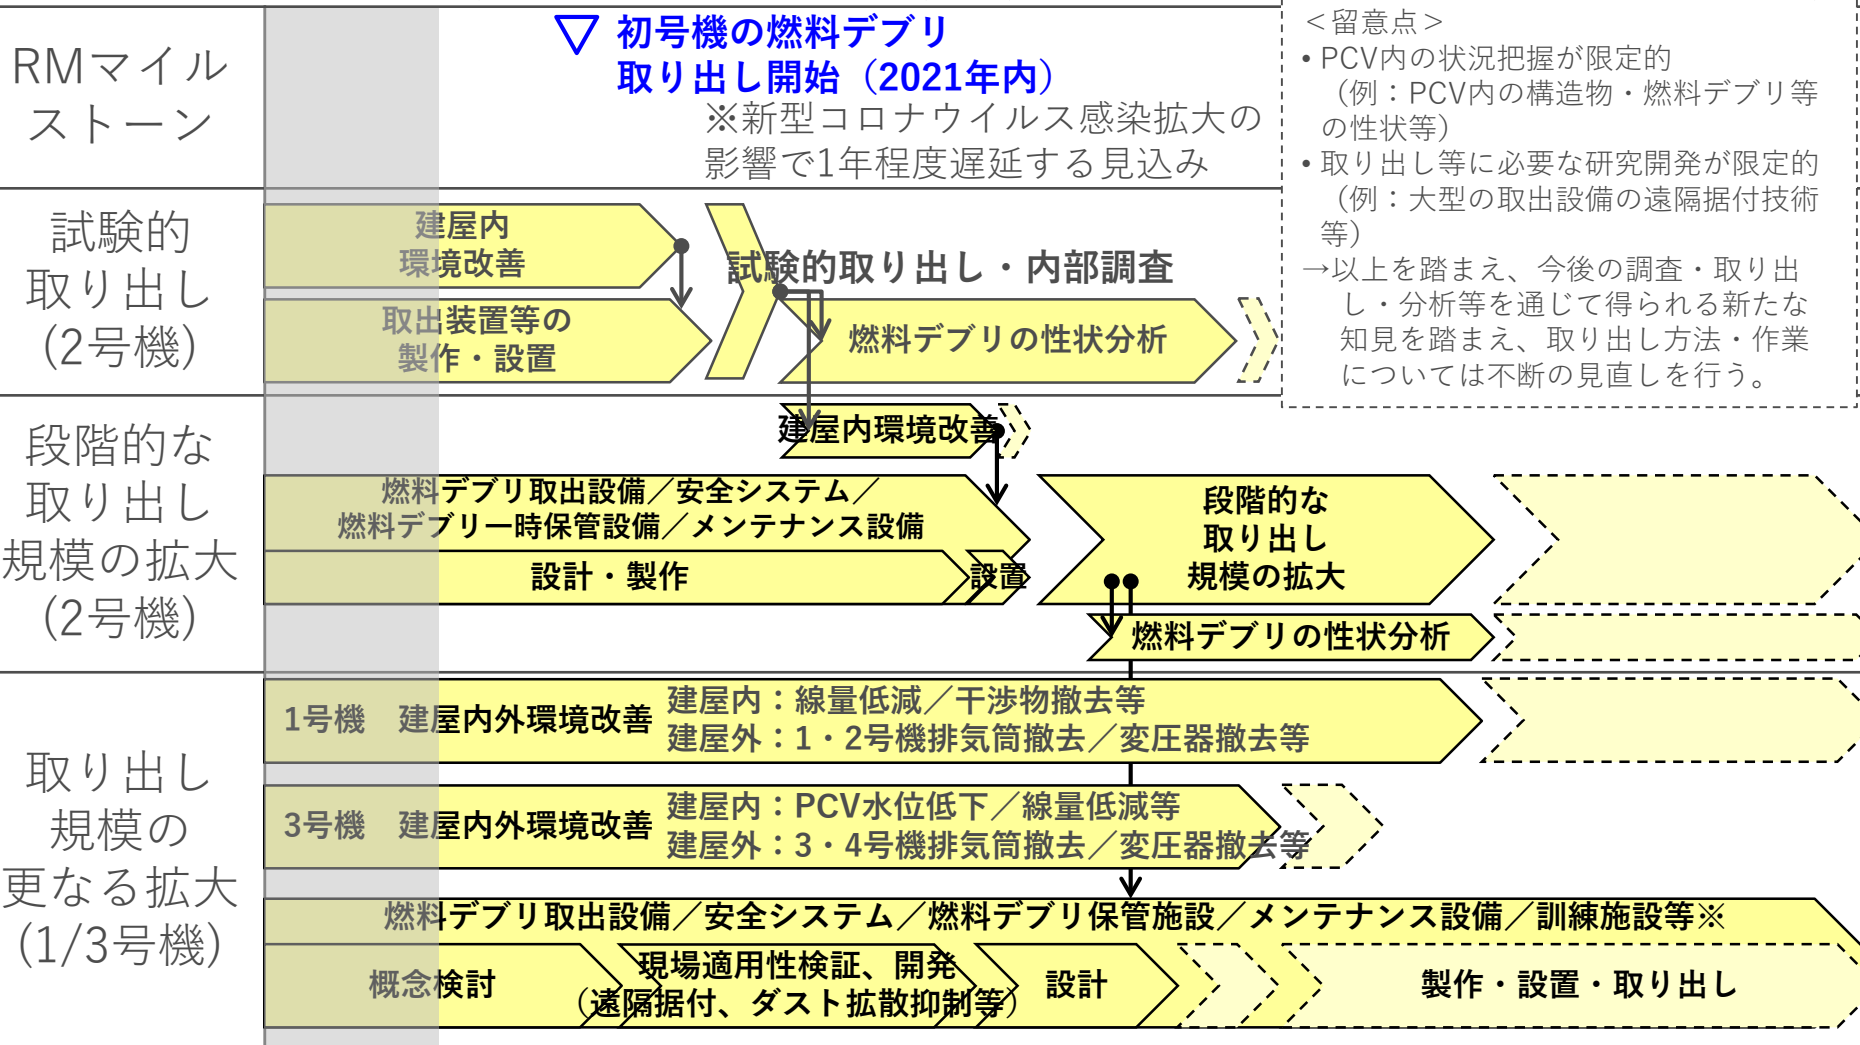 RMマイル
ストーン
▽ 初号機の燃料デブリ
取り出し開始（2021年内）
※新型コロナウイルス感染拡大の
影響で1年程度遅延する見込み
＜留意点＞
• PCV内の状況把握が限定的
（例：PCV内の構造物・燃料デブリ等
の性状等）
• 取り出し等に必要な研究開発が限定的
（例：大型の取出設備の遠隔据付技術
等）
→以上を踏まえ、今後の調査・取り出
し・分析等を通じて得られる新たな
知見を踏まえ、取り出し方法・作業
については不断の見直しを行う。
試験的
取り出し
(2号機)
建屋内
環境改善
取出装置等の
製作・設置
試験的取り出し・内部調査
燃料デブリの性状分析
段階的な
取り出し
規模の拡大
(2号機)
建屋内環境改善
燃料デブリ取出設備／安全システム／
燃料デブリ一時保管設備／メンテナンス設備
設計・製作
設置
段階的な
取り出し
規模の拡大
燃料デブリの性状分析
取り出し
規模の
更なる拡大
(1/3号機)
1号機　建屋内外環境改善
建屋内：線量低減／干渉物撤去等
建屋外：1・2号機排気筒撤去／変圧器撤去等
3号機　建屋内外環境改善
建屋内：PCV水位低下／線量低減等
建屋外：3・4号機排気筒撤去／変圧器撤去等
燃料デブリ取出設備／安全システム／燃料デブリ保管施設／メンテナンス設備／訓練施設等※
概念検討
現場適用性検証、開発
（遠隔据付、ダスト拡散抑制等）
設計
製作・設置・取り出し